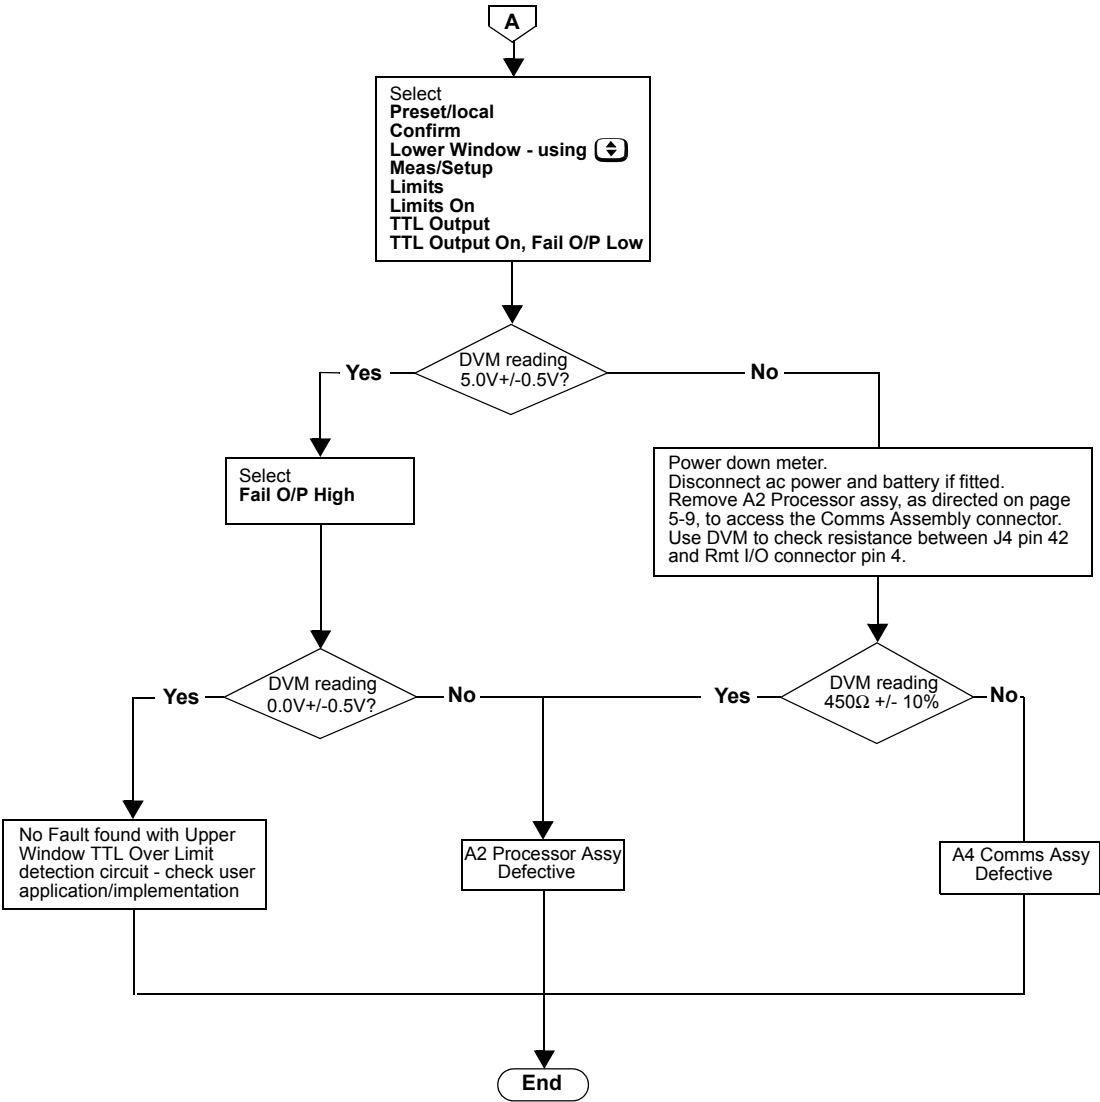 A
Select
Preset/local
Confirm
Lower Window - using
Meas/Setup
Limits
Limits On
TTL Output
TTL Output On, Fail O/P Low
DVM reading
5.0V+/-0.5V?
Yes
No
Select
Fail O/P High
Power down meter.
Disconnect ac power and battery if fitted.
Remove A2 Processor assy, as directed on page
5-9, to access the Comms Assembly connector.
Use DVM to check resistance between J4 pin 42
and Rmt I/O connector pin 4.
DVM reading
0.0V+/-0.5V?
Yes
No
DVM reading
450Ω +/- 10%
Yes
No
No Fault found with Upper
Window TTL Over Limit
detection circuit - check user
application/implementation
A2 Processor Assy
Defective
A4 Comms Assy
Defective
End